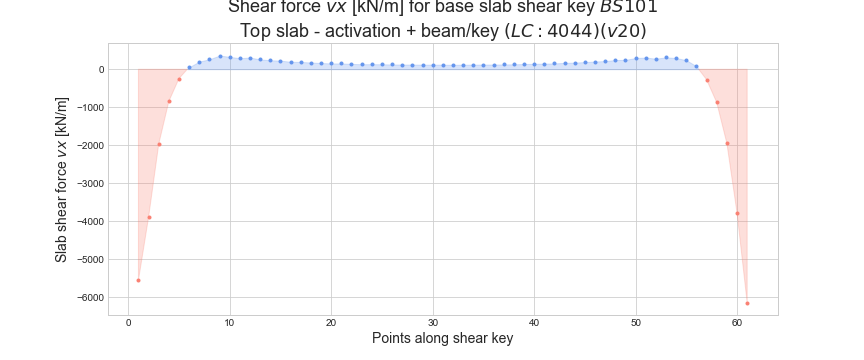 Shear force vx [kN/m] for base slab shear key BS101
Top slab - activation + beam/key (LC : 4044)(v20)
Slab shear force vx [kN/m]
0
−1000
−2000
−3000
−4000
−5000
−6000
0 10 20 30 40 50 60
Points along shear key